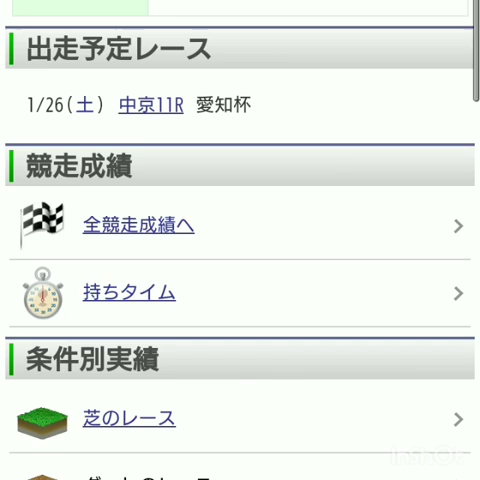 出走予定レース
1/26(土) 中京11R 愛知杯
競走成績
全競走成績へ
持ちタイム
条件別実績
芝のレース